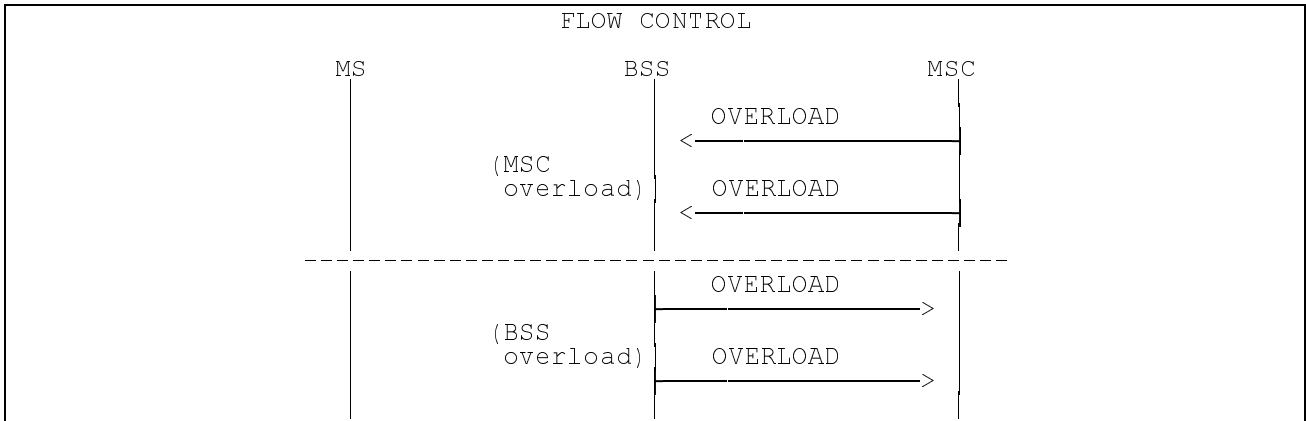 FLOW CONTROL
MS BSS MSC
OVERLOAD
(MSC
overload) OVERLOAD
OVERLOAD
(BSS
overload) OVERLOAD